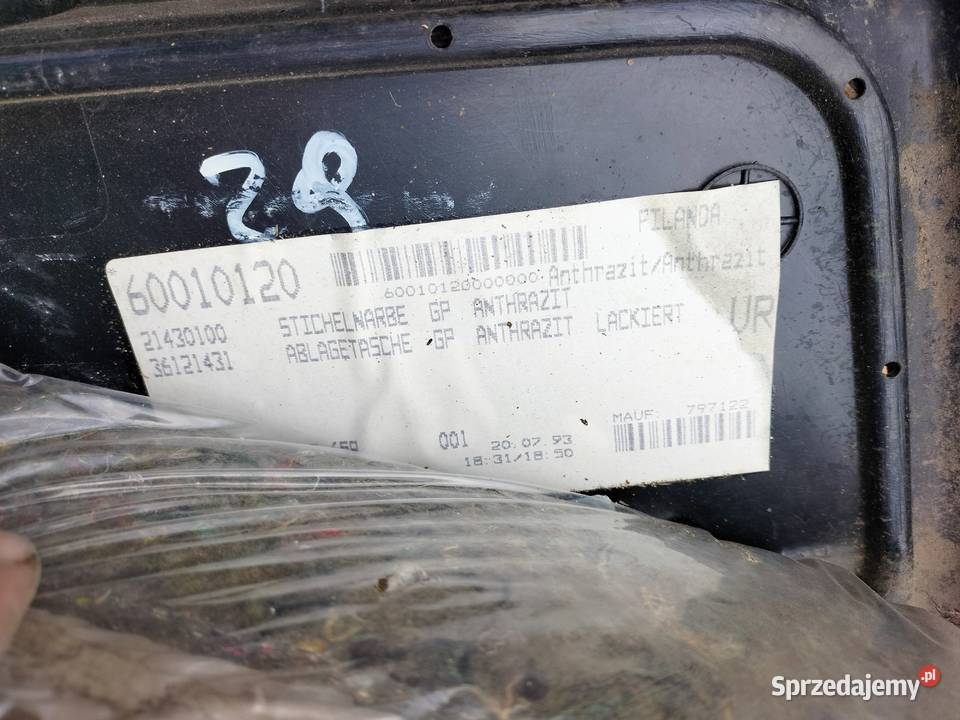 28
PILANDA
60010120
60010120000000 Anthrazit/Anthrazit
21430100 STICHELNARBE GP ANTHRAZIT
36121431 ABLAGETASCHE GP ANTHRAZIT LACKIERT
UR
MAUF: 797122
001 20.07.93
18:31/18:50
Sprzedajemy.pl